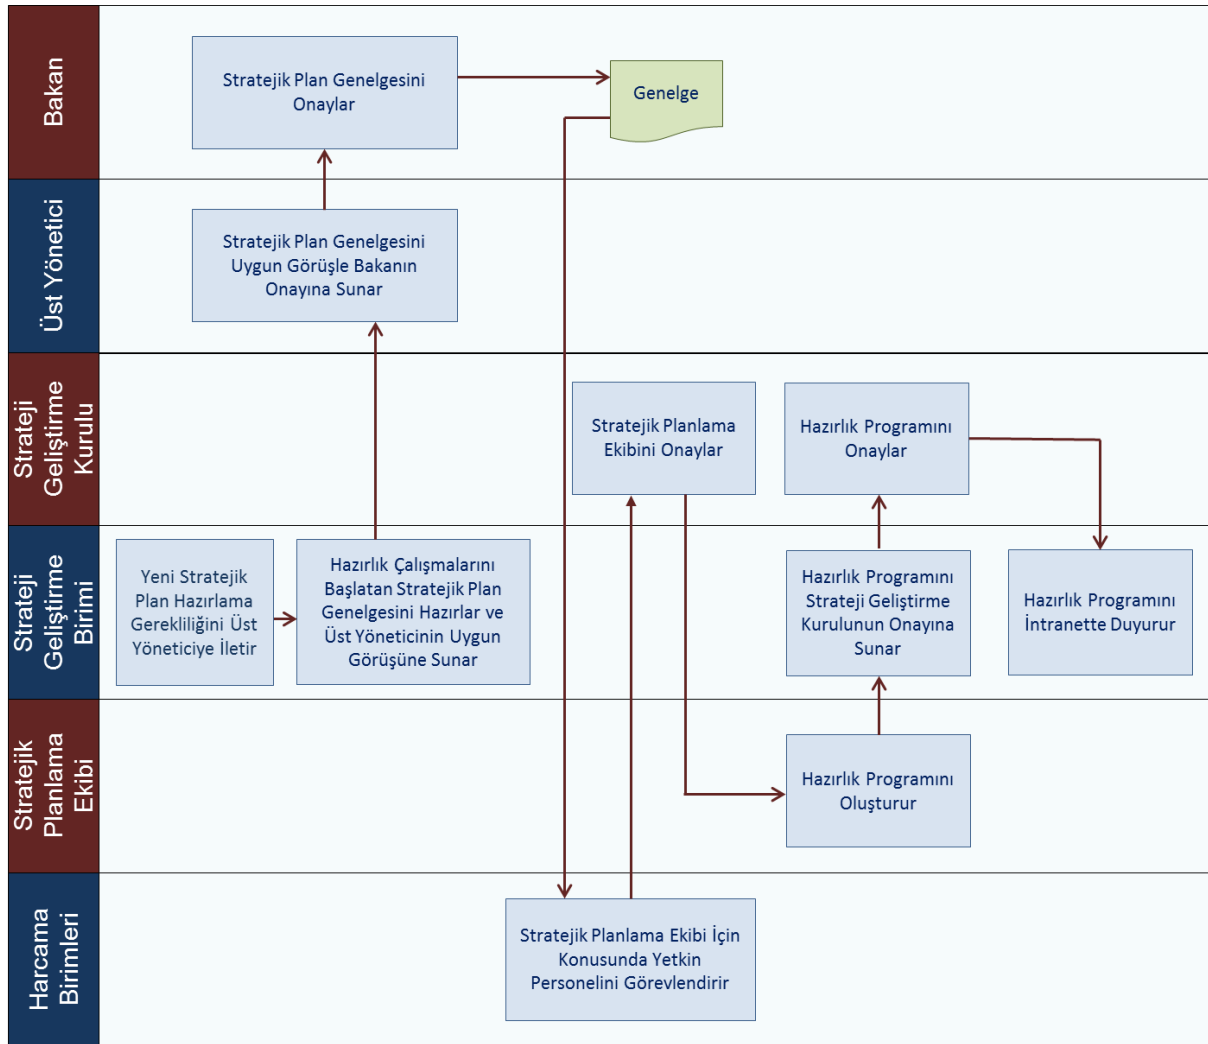 Bakan
Stratejik Plan Genelgesini
Onaylar
Genelge
Üst Yönetici
Stratejik Plan Genelgesini
Uygun Görüşle Bakanın
Onayına Sunar
Strateji
Geliştirme
Kurulu
Stratejik Planlama
Ekibini Onaylar
Hazırlık Programını
Onaylar
Strateji
Geliştirme
Birimi
Yeni Stratejik
Plan Hazırlama
Gerekliliğini Üst
Yöneticiye İletir
Hazırlık Çalışmalarını
Başlatan Stratejik Plan
Genelgesini Hazırlar ve
Üst Yöneticinin Uygun
Görüşüne Sunar
Hazırlık Programını
Strateji Geliştirme
Kurulunun Onayına
Sunar
Hazırlık Programını
İntranette Duyurur
Stratejik
Planlama
Ekibi
Hazırlık Programını
Oluşturur
Harcama
Birimleri
Stratejik Planlama Ekibi İçin
Konusunda Yetkin
Personelini Görevlendirir